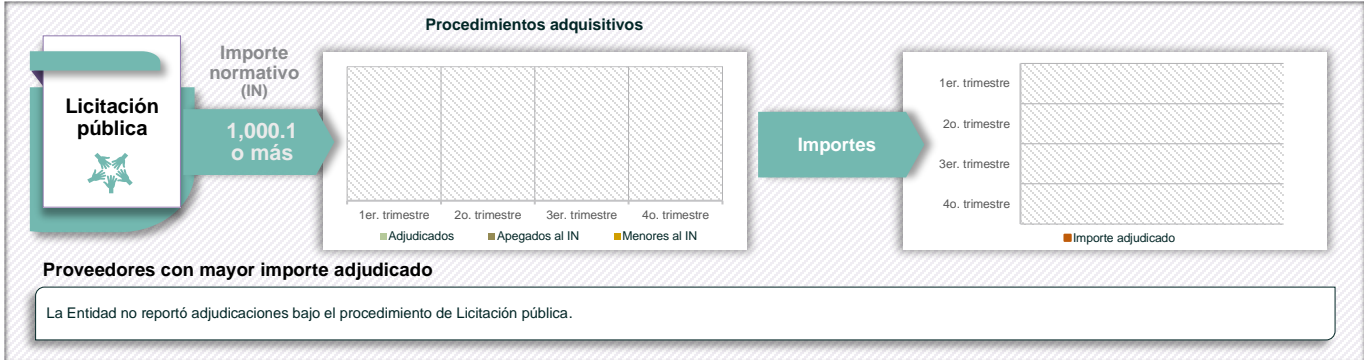 Procedimientos adquisitivos
Licitación
pública
Importe
normativo
(IN)
1,000.1
o más
1er. trimestre
2o. trimestre
3er. trimestre
4o. trimestre
Adjudicados
Apegados al IN
Menores al IN
Importes
1er. trimestre
2o. trimestre
3er. trimestre
4o. trimestre
Importe adjudicado
Proveedores con mayor importe adjudicado
La Entidad no reportó adjudicaciones bajo el procedimiento de Licitación pública.